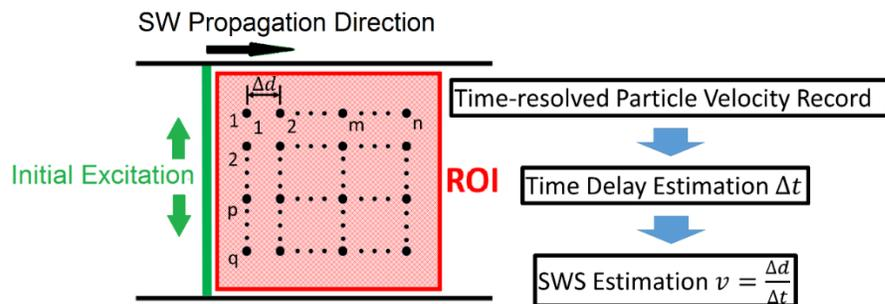 SW Propagation Direction
Δd
1 1 2 m n
2
p
q
Initial Excitation
ROI
Time-resolved Particle Velocity Record
Time Delay Estimation Δt
SWS Estimation v = Δd/Δt